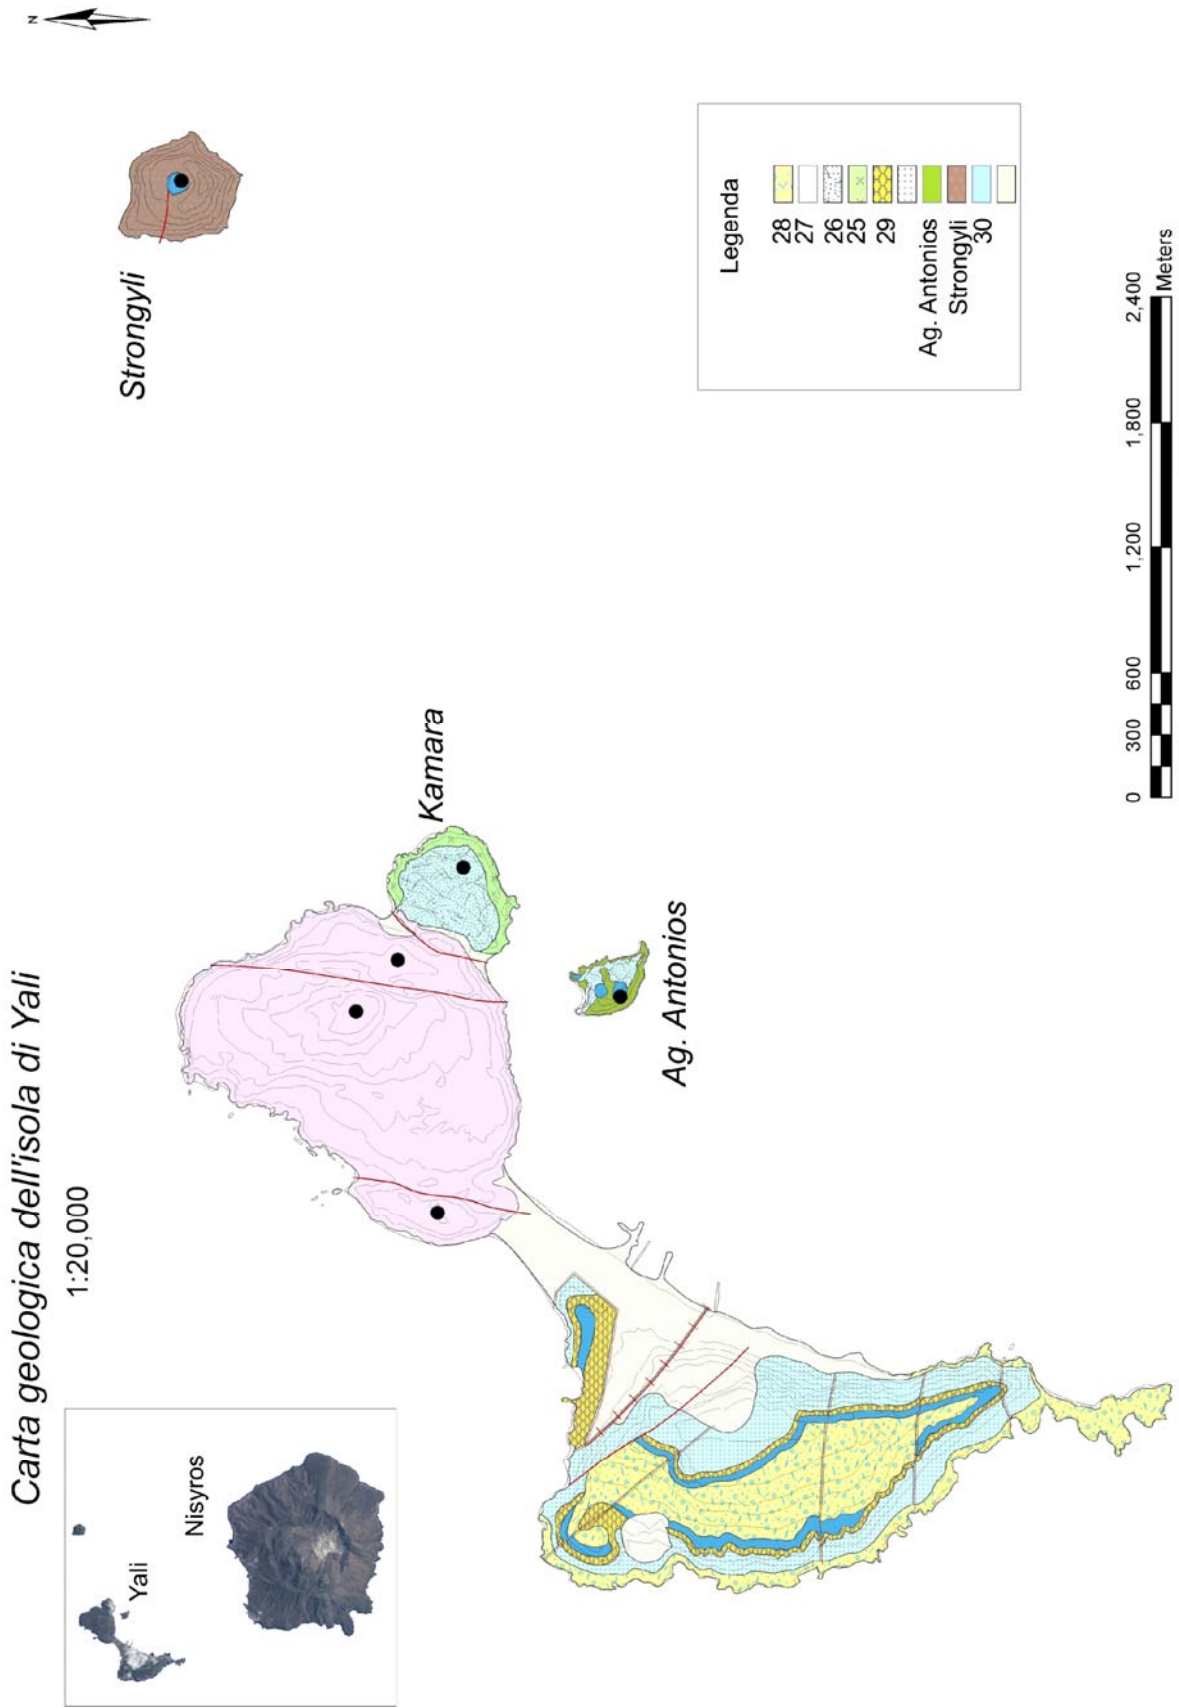 Carta geologica dell'isola di Yali
1:20,000
Yali
Nisyros
Strongyli
Kamara
Ag. Antonios
N
Legenda
28
27
26
25
29
Ag. Antonios
Strongyli
30
0 300 600 1,200 1,800 2,400
Meters